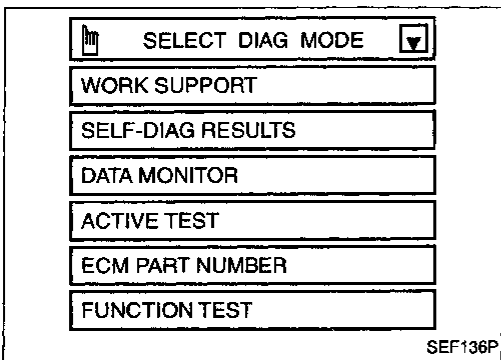 SELECT DIAG MODE
WORK SUPPORT
SELF-DIAG RESULTS
DATA MONITOR
ACTIVE TEST
ECM PART NUMBER
FUNCTION TEST
SEF136P